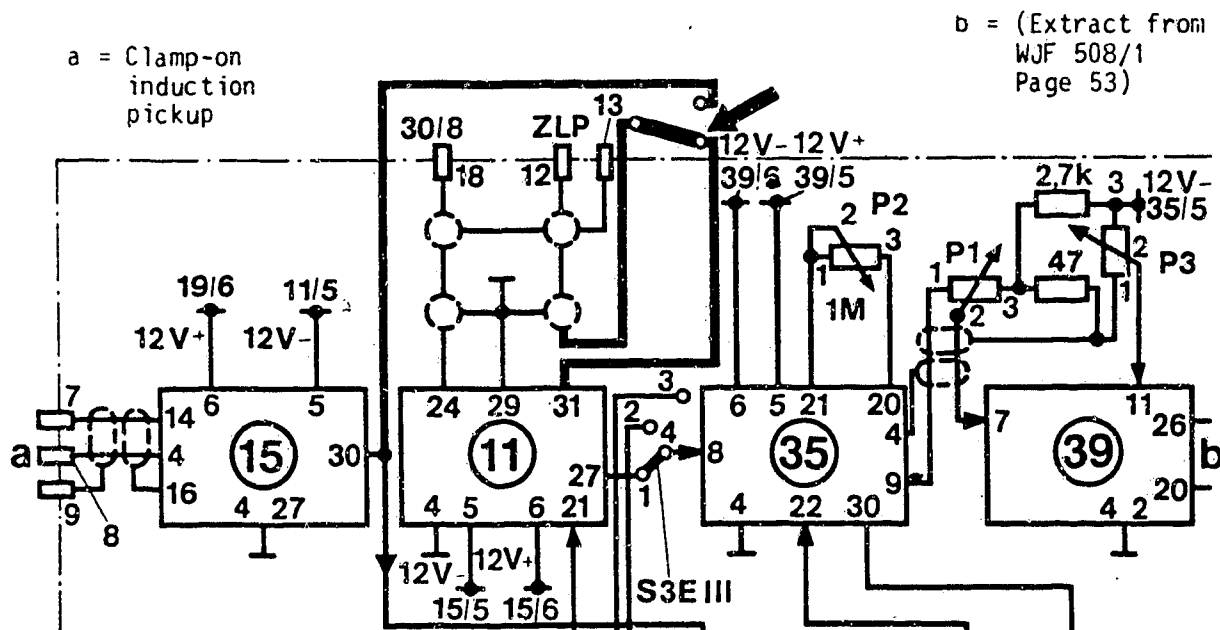 a = Clamp-on
induction
pickup
b = (Extract from
WJF 508/1
Page 53)
13
30/8
ZLP
18
12
12V- 12V+
39/6 39/5
2,7k
3
12V-
35/5
2
P2
3
1
1M
P1
1
2
3
47
2
1
P3
19/6
11/5
12V+
12V-
7
14
6
5
a
4
15
30
16
9
8
4 27
24
29
31
11
27
4
5
6
21
12V-
12V+
15/5
15/6
3
2
4
1
S3E III
6
5
21
20
8
35
4
9
4
22
30
7
11
39
26
20
b
4
2